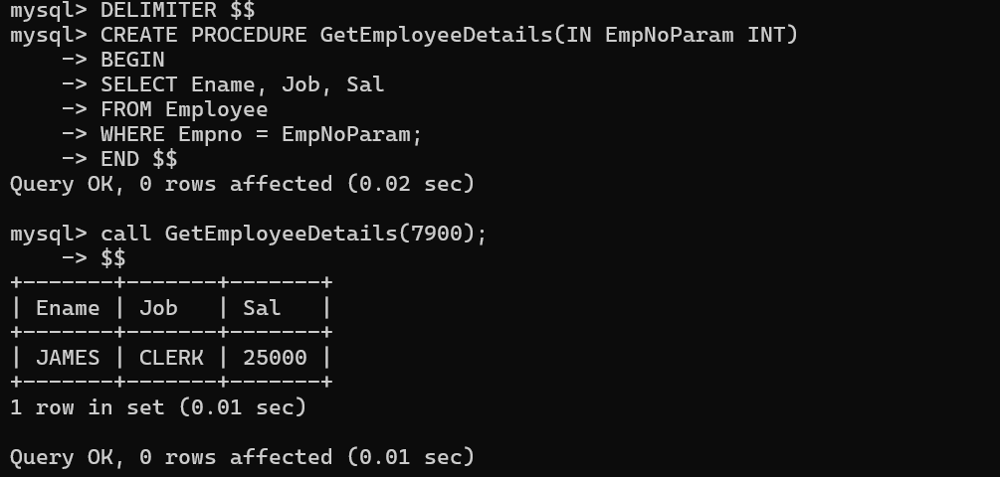 mysql> DELIMITER $$
mysql> CREATE PROCEDURE GetEmployeeDetails(IN EmpNoParam INT)
    -> BEGIN
    -> SELECT Ename, Job, Sal
    -> FROM Employee
    -> WHERE Empno = EmpNoParam;
    -> END $$
Query OK, 0 rows affected (0.02 sec)

mysql> call GetEmployeeDetails(7900);
    -> $$
+-------+-------+-------+
| Ename | Job   | Sal   |
+-------+-------+-------+
| JAMES | CLERK | 25000 |
+-------+-------+-------+
1 row in set (0.01 sec)

Query OK, 0 rows affected (0.01 sec)